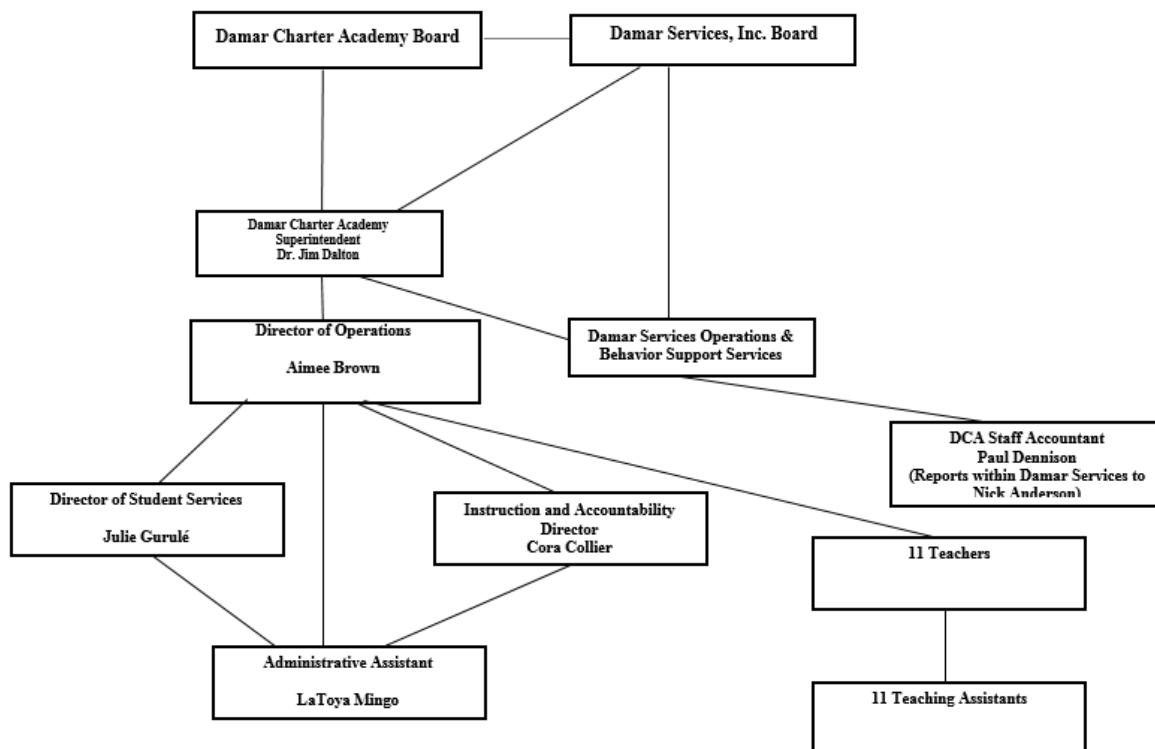 Damar Charter Academy Board
Damar Services, Inc. Board
Damar Charter Academy
Superintendent
Dr. Jim Dalton
Director of Operations
Aimee Brown
Damar Services Operations &
Behavior Support Services
DCA Staff Accountant
Paul Dennison
(Reports within Damar Services to
Nick Anderson)
Director of Student Services
Julie Gurulé
Instruction and Accountability
Director
Cora Collier
11 Teachers
Administrative Assistant
LaToya Mingo
11 Teaching Assistants